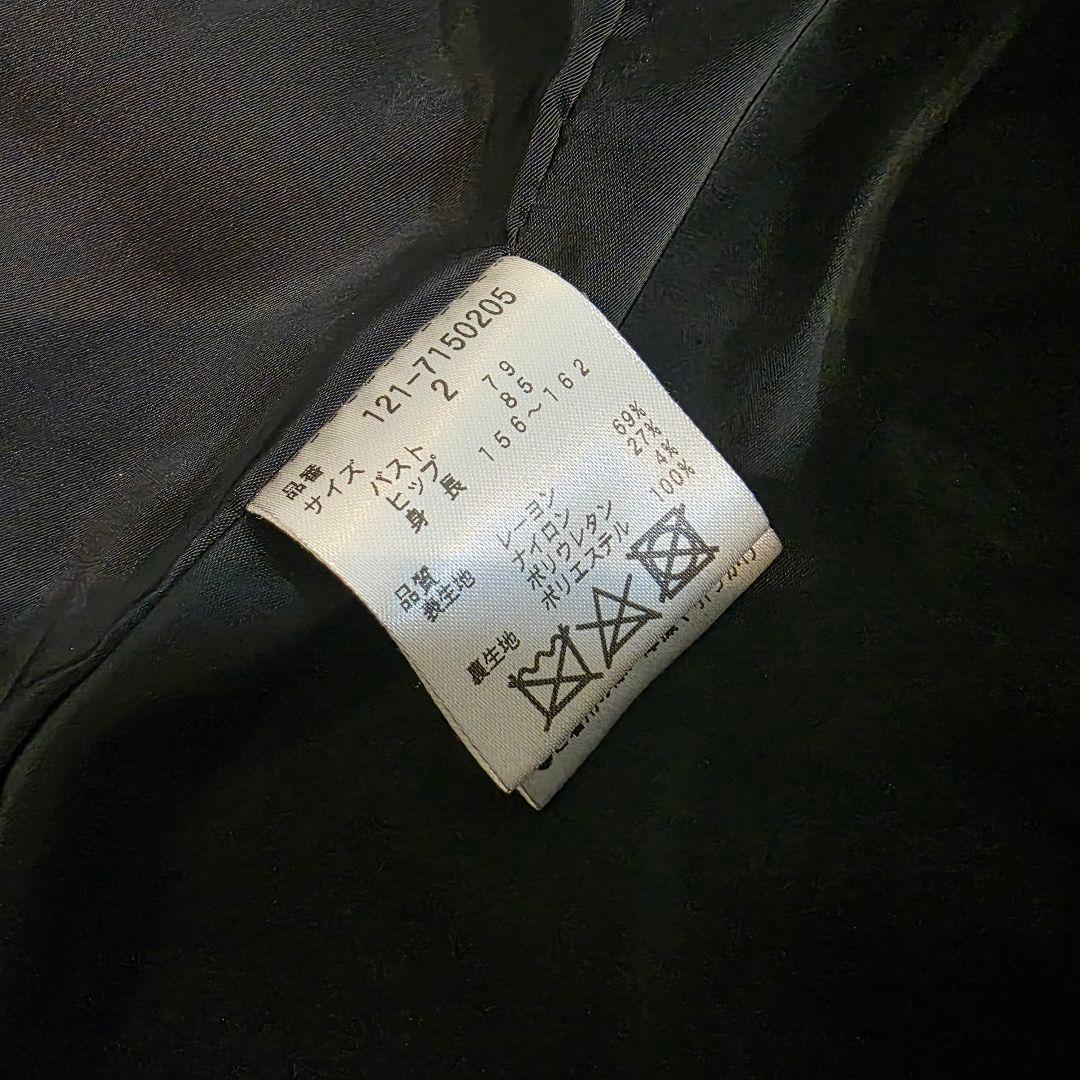 品番 121-7150205
サイズ 2
バスト 79
ヒップ 85
身長 156～162
品質
表生地 レーヨン 69%
ナイロン 27%
ポリウレタン 4%
裏生地 ポリエステル 100%